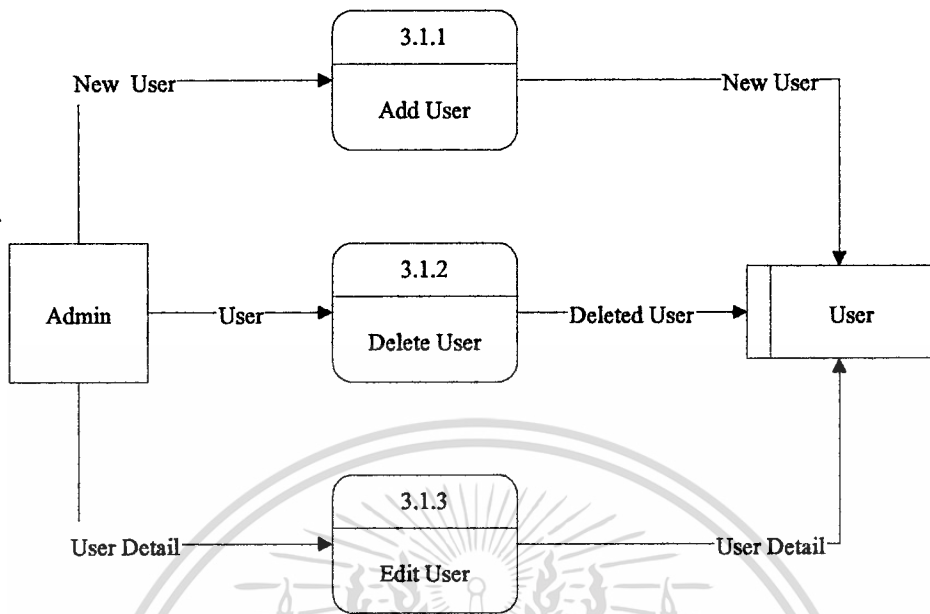 3.1.1
New  User
Add User
New User
Admin
User
3.1.2
Delete User
Deleted User
User
3.1.3
User Detail
Edit User
User Detail